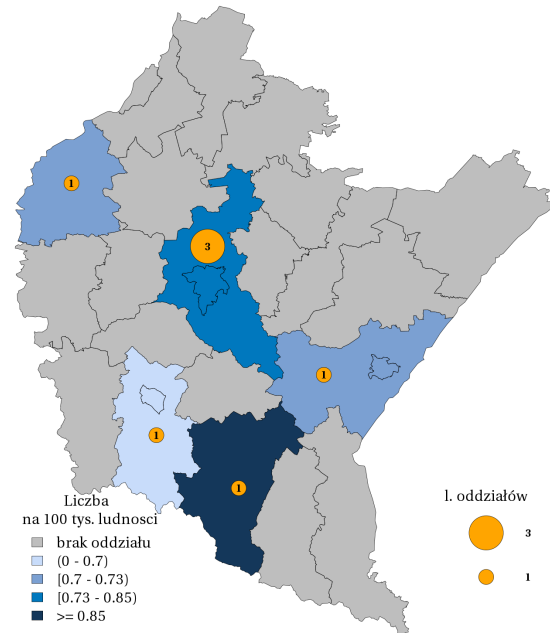 1
3
1
1
1
Liczba
na 100 tys. ludnosci
brak oddziału
(0 - 0.7)
[0.7 - 0.73)
[0.73 - 0.85)
>= 0.85
l. oddziałów
3
1